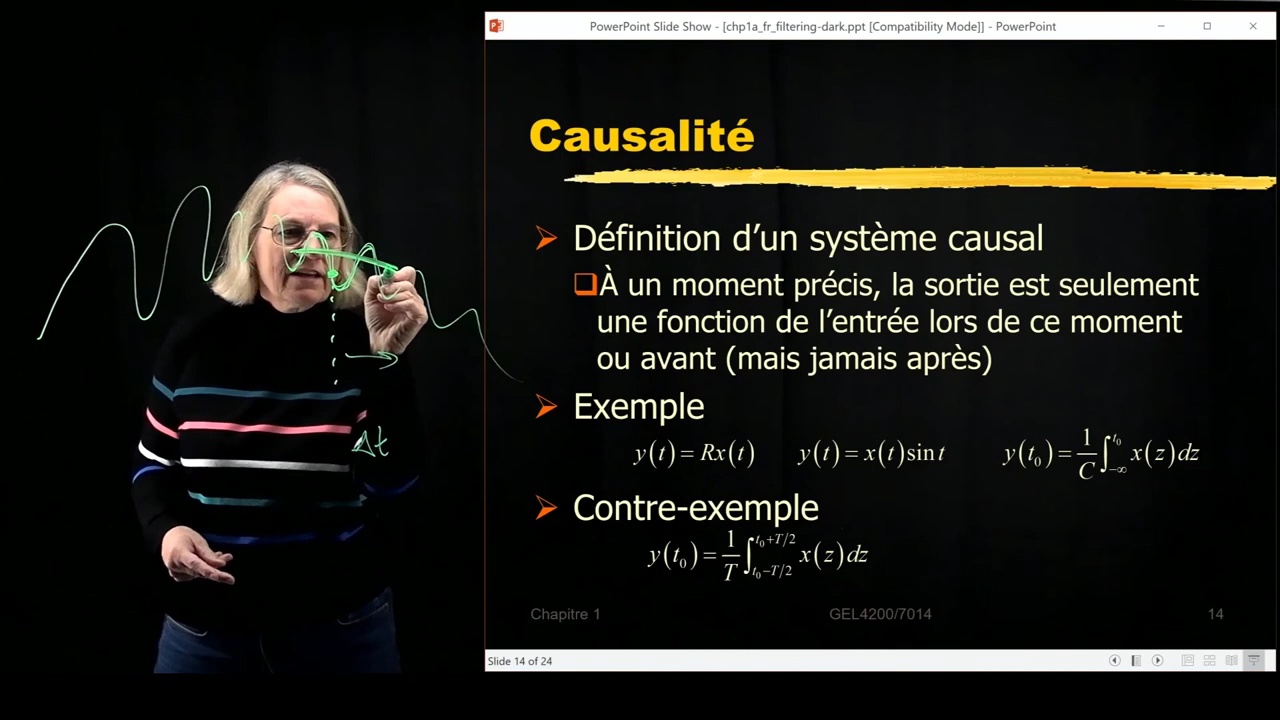 PowerPoint Slide Show - [chp1a_fr_filtering-dark.ppt [Compatibility Mode]] - PowerPoint
Causalité
Définition d’un système causal
À un moment précis, la sortie est seulement
une fonction de l’entrée lors de ce moment
ou avant (mais jamais après)
Exemple
y(t) = Rx(t) y(t) = x(t)sin t y(t₀) = 1/C ∫_{-∞}^{t₀} x(z)dz
Δt
Contre-exemple
y(t₀) = 1/T ∫_{t₀-T/2}^{t₀+T/2} x(z)dz
Chapitre 1 GEL4200/7014 14
Slide 14 of 24